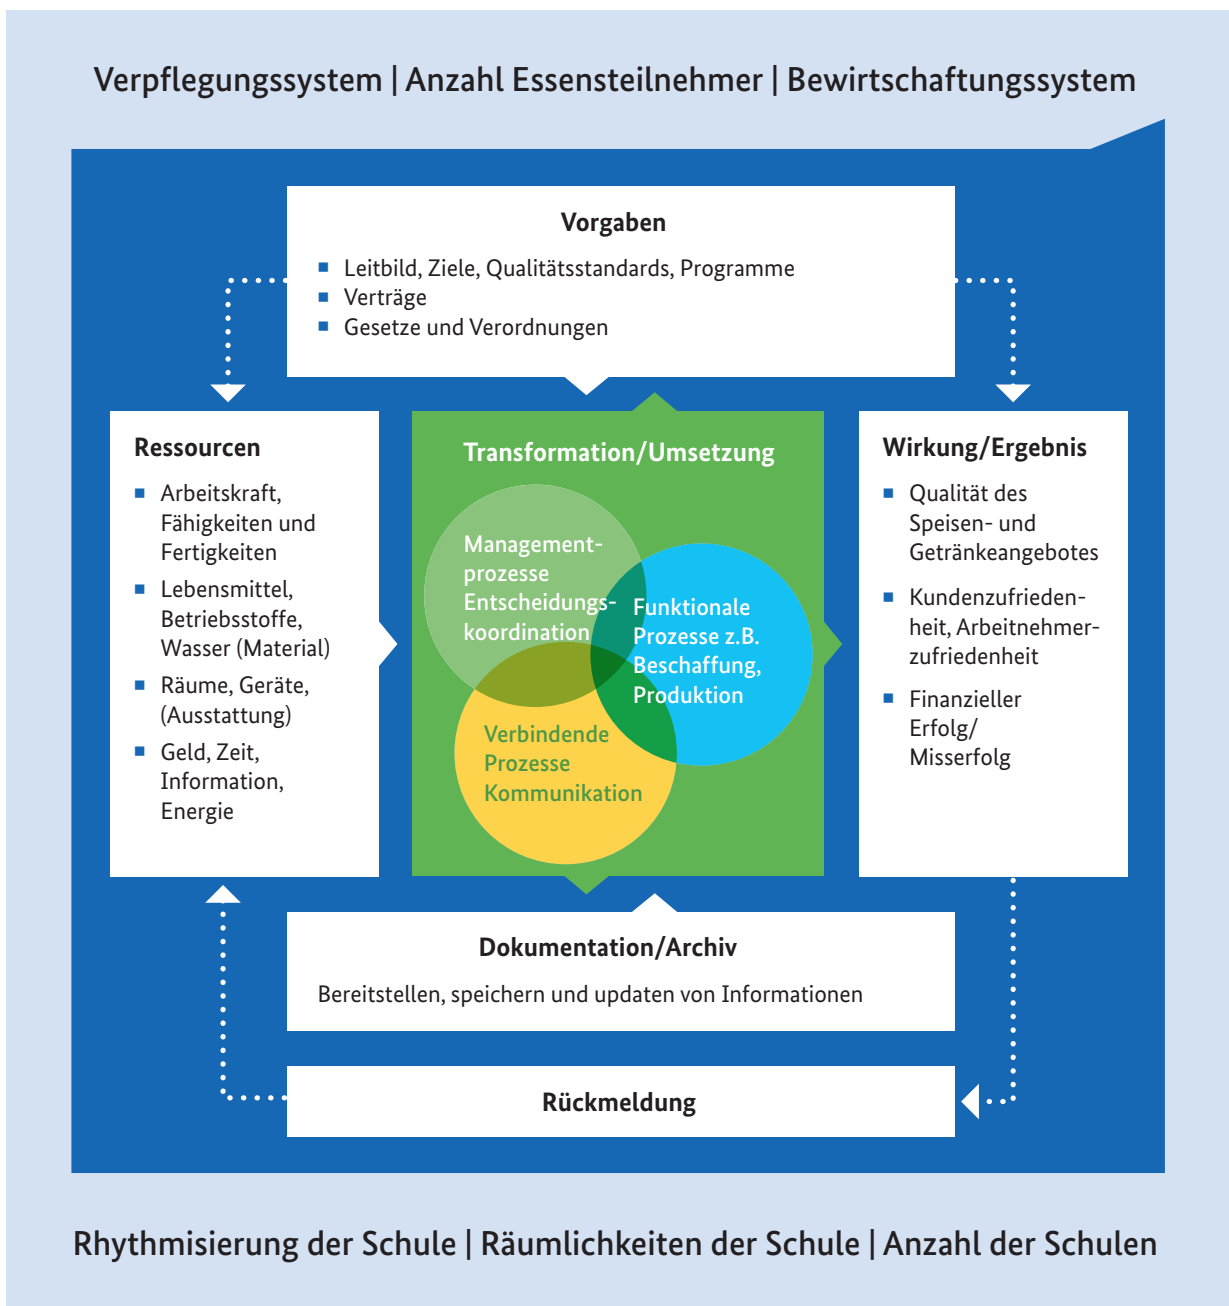 Verpflegungssystem | Anzahl Essensteilnehmer | Bewirtschaftungssystem
Vorgaben
Leitbild, Ziele, Qualitätsstandards, Programme
Verträge
Gesetze und Verordnungen
Ressourcen
Arbeitskraft,
Fähigkeiten und
Fertigkeiten
Lebensmittel,
Betriebsstoffe,
Wasser (Material)
Räume, Geräte,
(Ausstattung)
Geld, Zeit,
Information,
Energie
Transformation/Umsetzung
Management-
prozesse
Entscheidungs-
koordination
Funktionale
Prozesse z.B.
Beschaffung,
Produktion
Verbindende
Prozesse
Kommunikation
Wirkung/Ergebnis
Qualität des
Speisen- und
Getränkeangebotes
Kundenzufrieden-
heit, Arbeitnehmer-
zufriedenheit
Finanzieller
Erfolg/
Misserfolg
Dokumentation/Archiv
Bereitstellen, speichern und updaten von Informationen
Rückmeldung
Rhythmisierung der Schule | Räumlichkeiten der Schule | Anzahl der Schulen